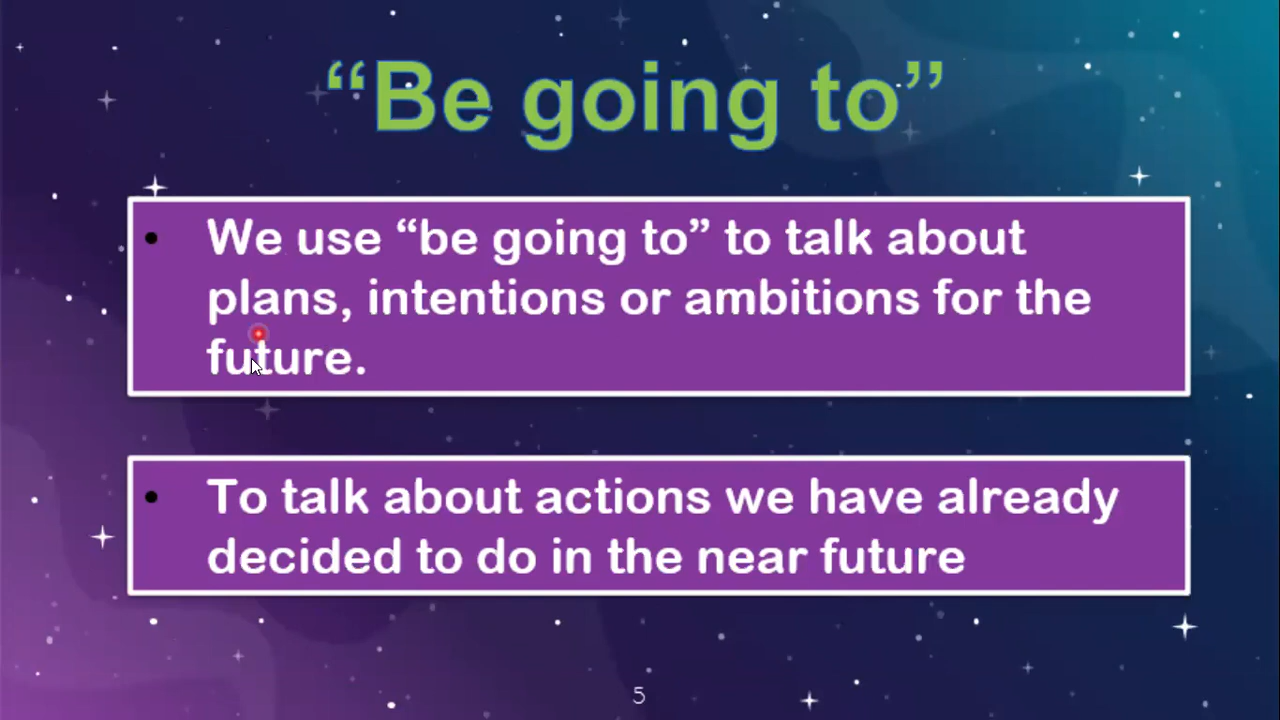 “Be going to”
• We use “be going to” to talk about
plans, intentions or ambitions for the
future.
• To talk about actions we have already
decided to do in the near future
5